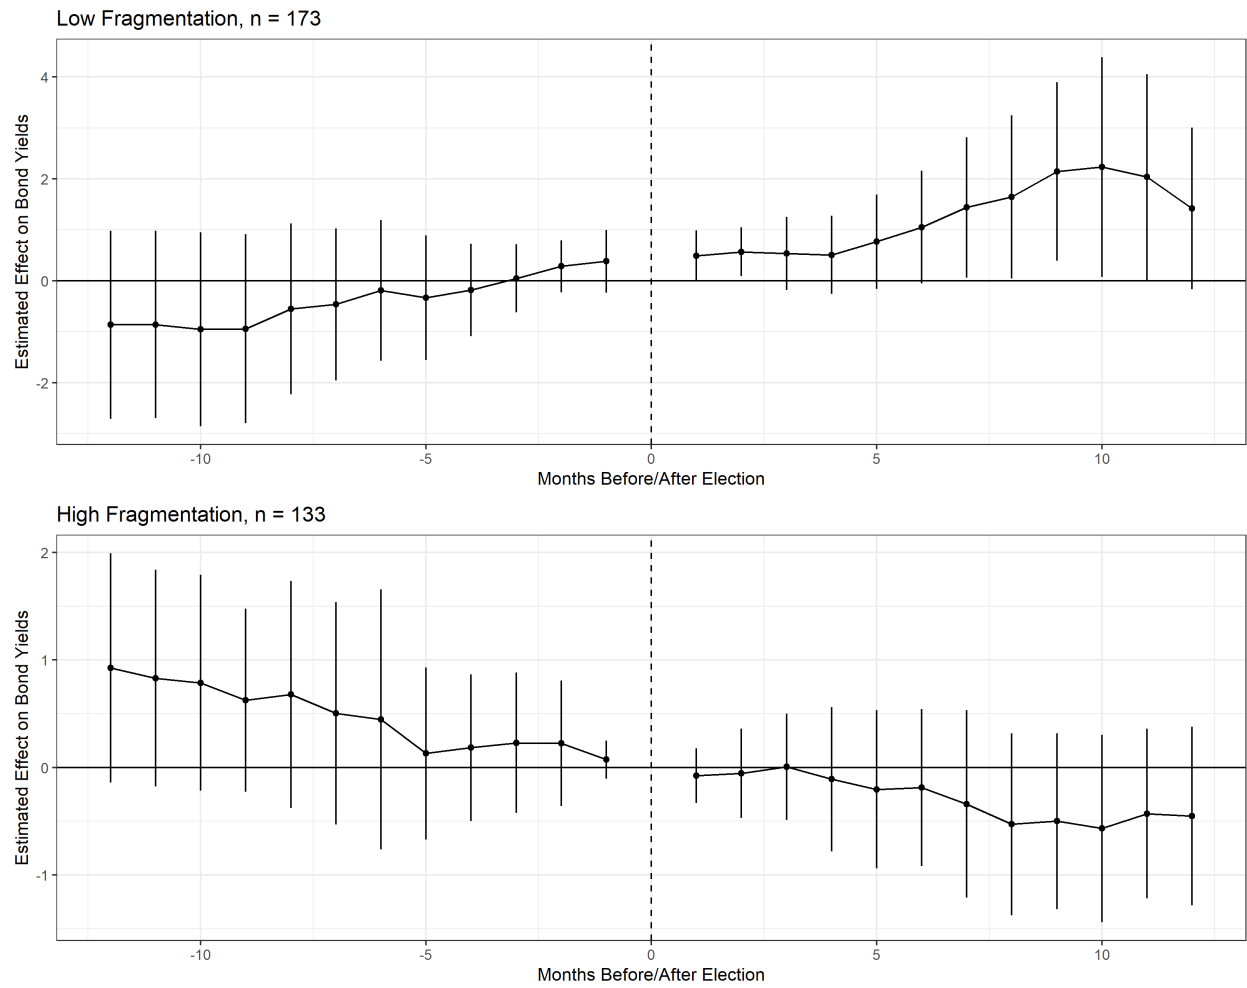 Low Fragmentation, n = 173
Estimated Effect on Bond Yields
4
2
0
-2
-10 -5 0 5 10
Months Before/After Election
High Fragmentation, n = 133
Estimated Effect on Bond Yields
2
1
0
-1
-10 -5 0 5 10
Months Before/After Election